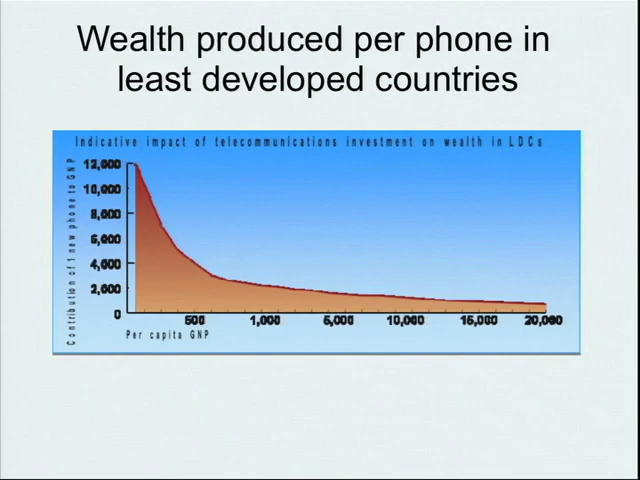 Wealth produced per phone in
least developed countries
Indicative impact of telecommunications investment on wealth in LDCs
Contribution of 1 new phone to GNP
12,000
10,000
8,000
6,000
4,000
2,000
0
500 1,000 5,000 10,000 15,000 20,000
Per capita GNP